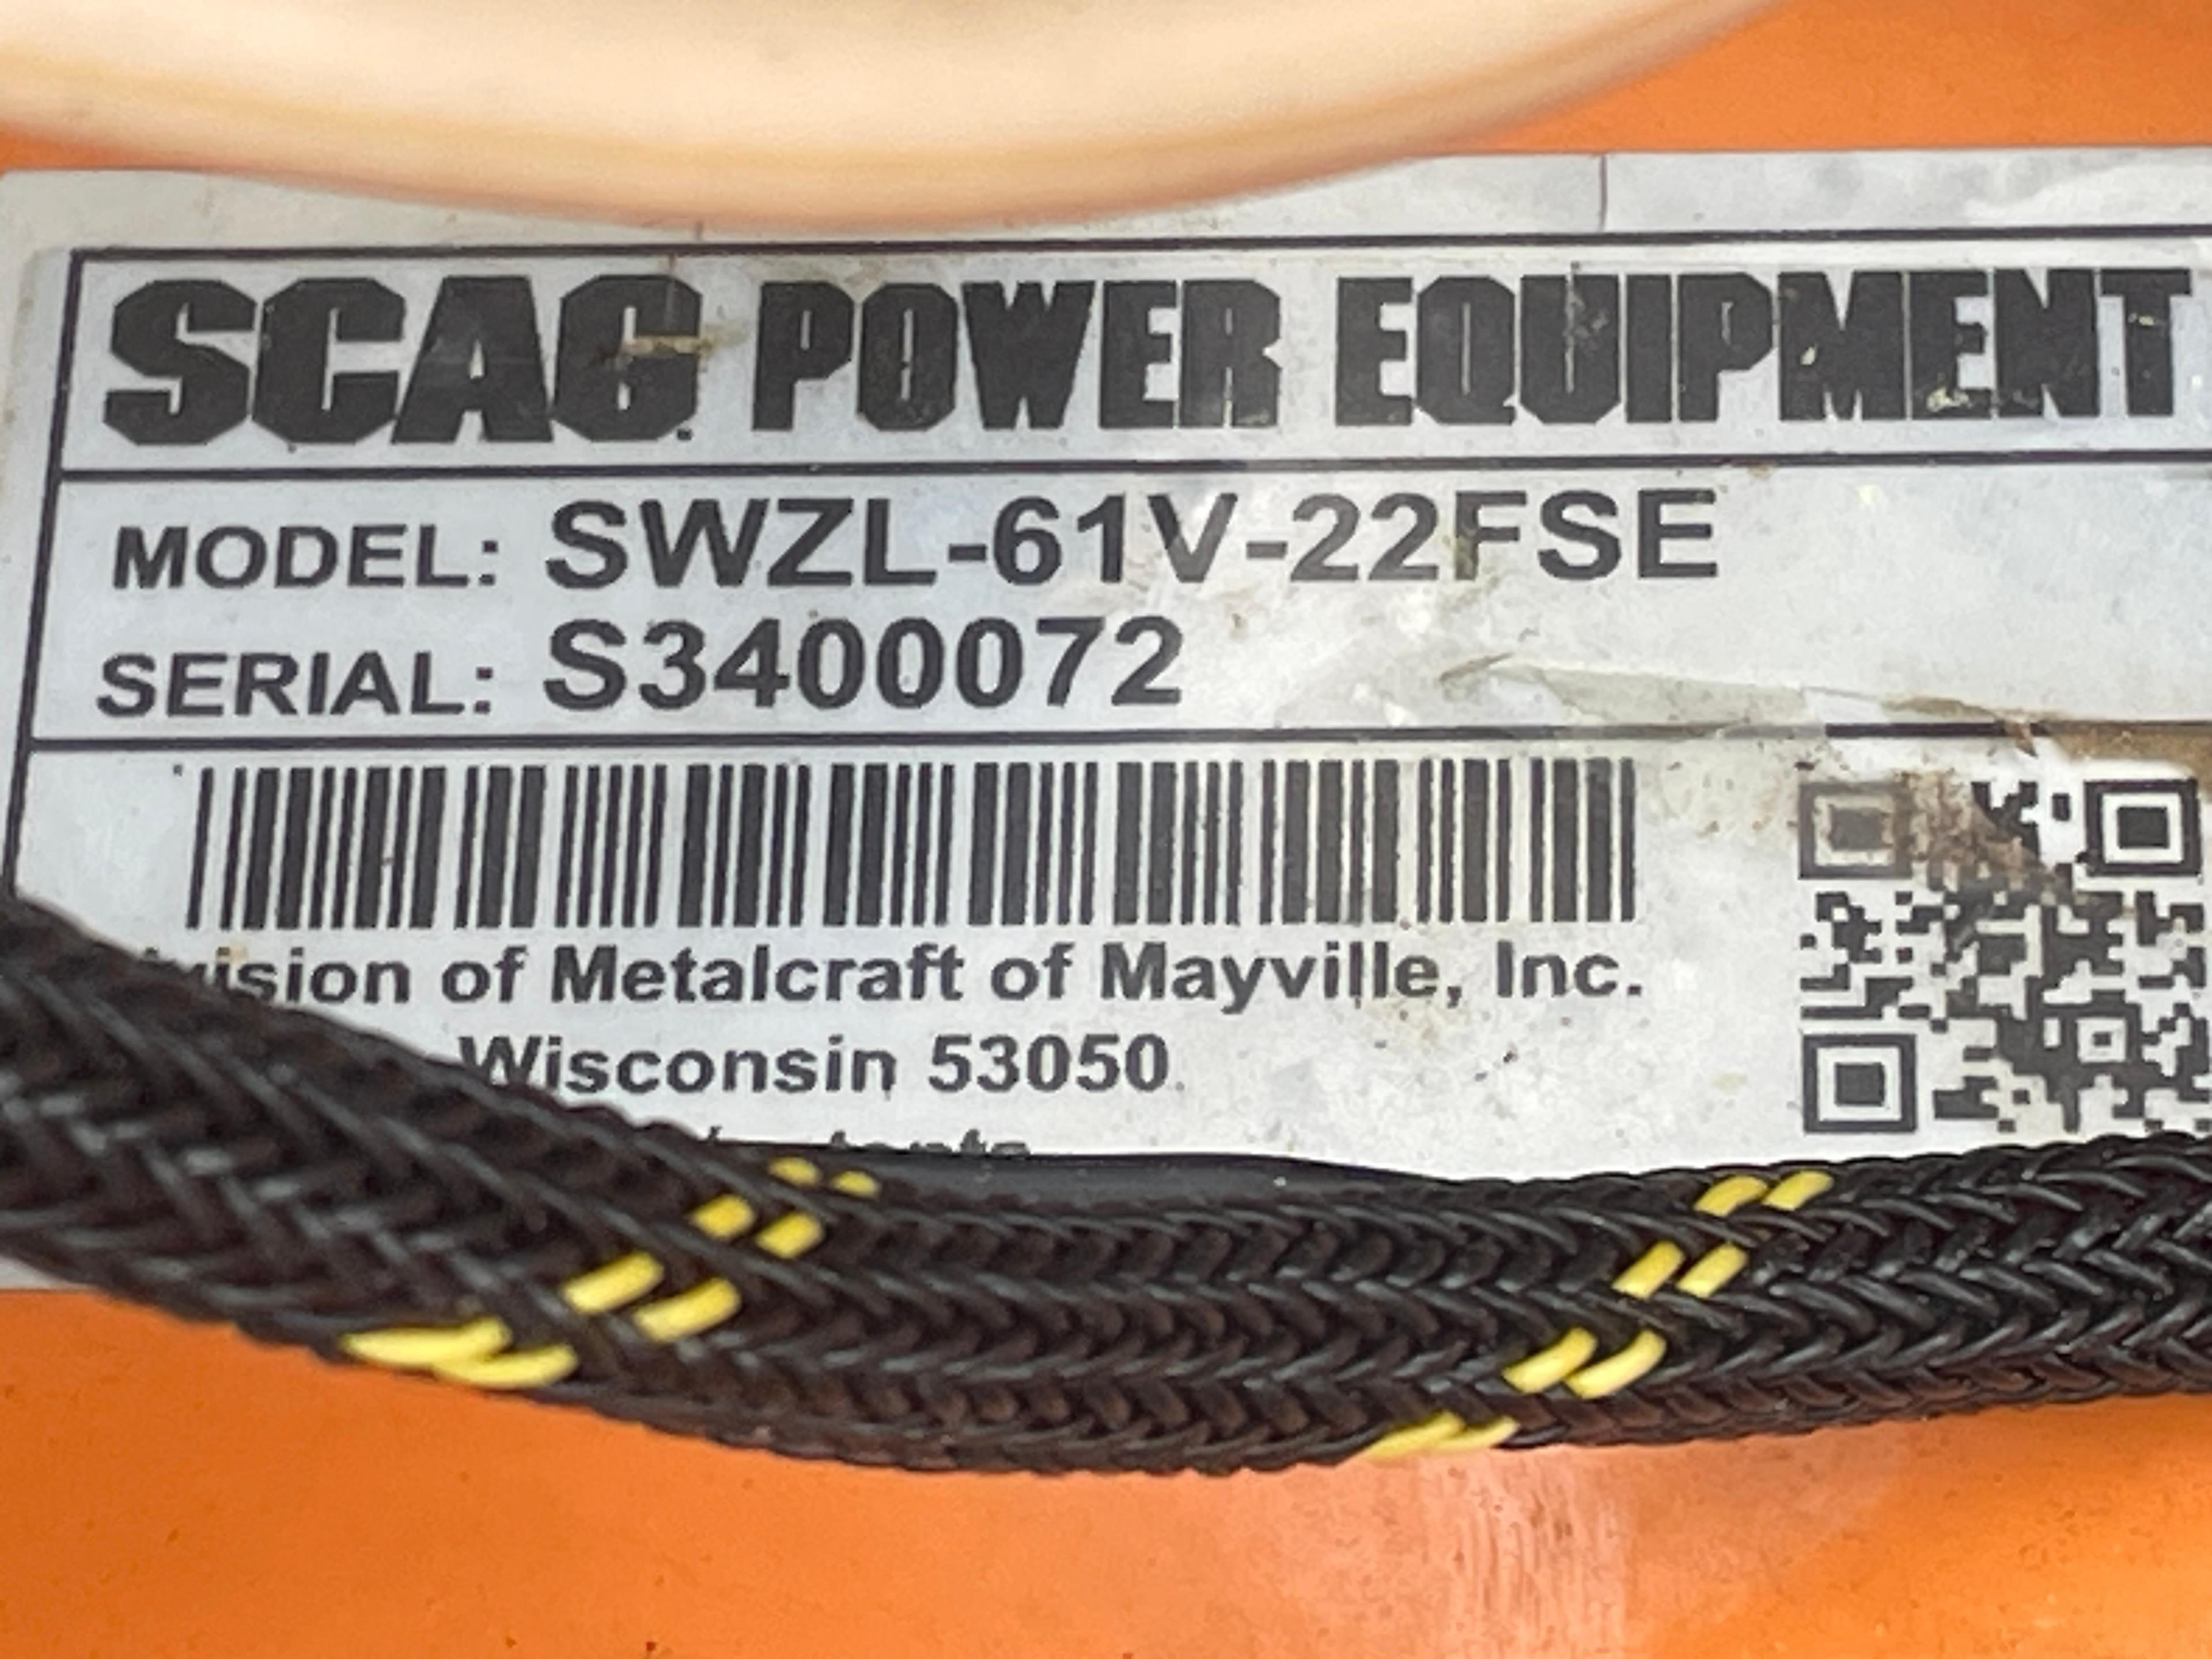 SCAG POWER EQUIPMENT
MODEL: SWZL-61V-22FSE
SERIAL: S3400072
of Metalcraft of Mayville, Inc.
Wisconsin 53050